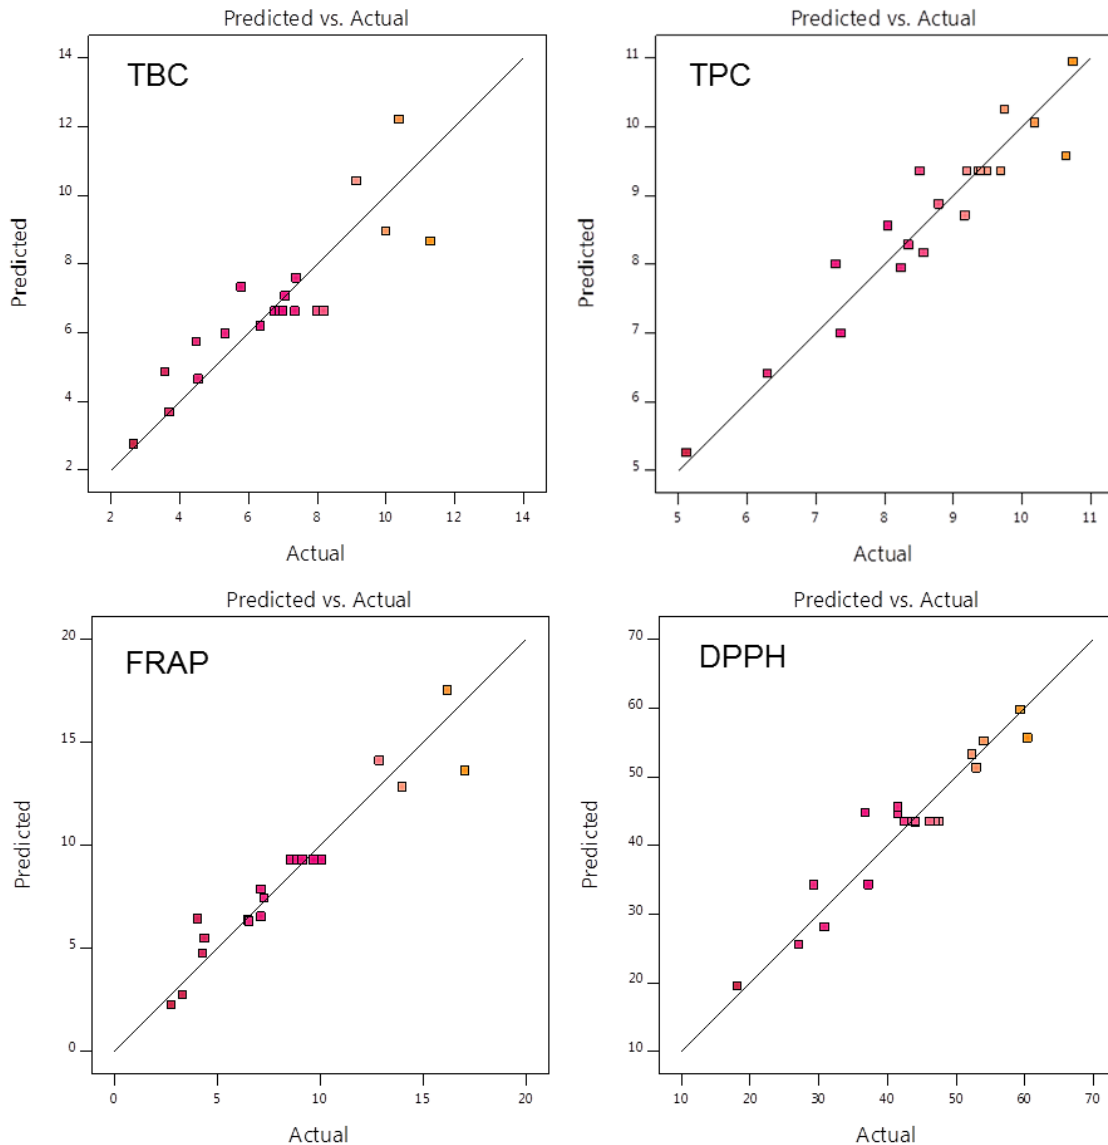 Predicted vs. Actual
TBC
14
12
10
8
6
4
2
Predicted
2 4 6 8 10 12 14
Actual
Predicted vs. Actual
TPC
11
10
9
8
7
6
5
Predicted
5 6 7 8 9 10 11
Actual
Predicted vs. Actual
FRAP
20
15
10
5
0
Predicted
0 5 10 15 20
Actual
Predicted vs. Actual
DPPH
70
60
50
40
30
20
10
Predicted
10 20 30 40 50 60 70
Actual